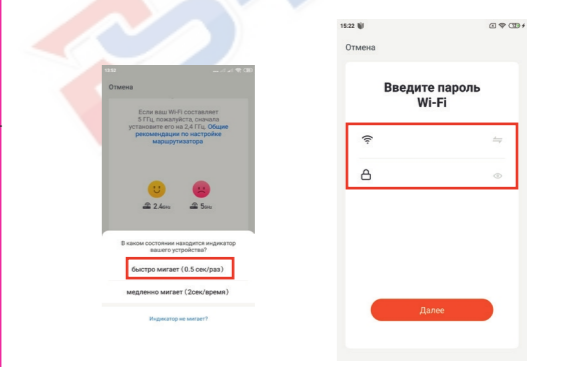 Отмена
Если ваш Wi-Fi составляет
5 ГГц, пожалуйста, сначала
установите его на 2,4 ГГц, Общие
рекомендации по настройке
маршрутизатора
2.4GHz
5GHz
В каком состоянии находится индикатор
вашего устройства?
быстро мигает (0.5 сек/раз)
медленно мигает (2сек/время)
Индикатор не мигает?
15:22
Отмена
Введите пароль
Wi-Fi
Далее